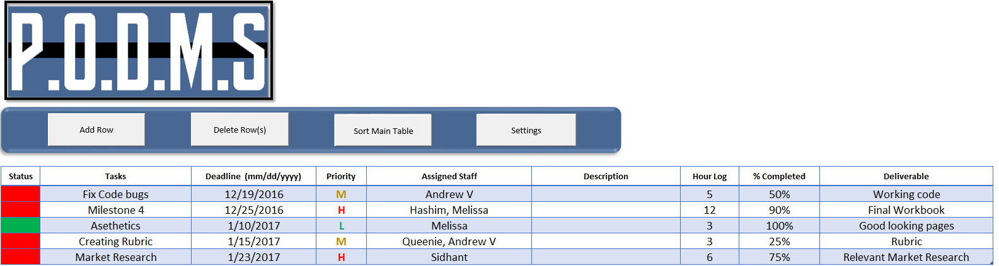 P.O.D.M.S
Add Row Delete Row(s) Sort Main Table Settings
Status Tasks Deadline (mm/dd/yyyy) Priority Assigned Staff Description Hour Log % Completed Deliverable
Fix Code bugs 12/19/2016 M Andrew V 5 50% Working code
Milestone 4 12/25/2016 H Hashim, Melissa 12 90% Final Workbook
Asethetics 1/10/2017 L Melissa 3 100% Good looking pages
Creating Rubric 1/15/2017 M Queenie, Andrew V 3 25% Rubric
Market Research 1/23/2017 H Sidhant 6 75% Relevant Market Research